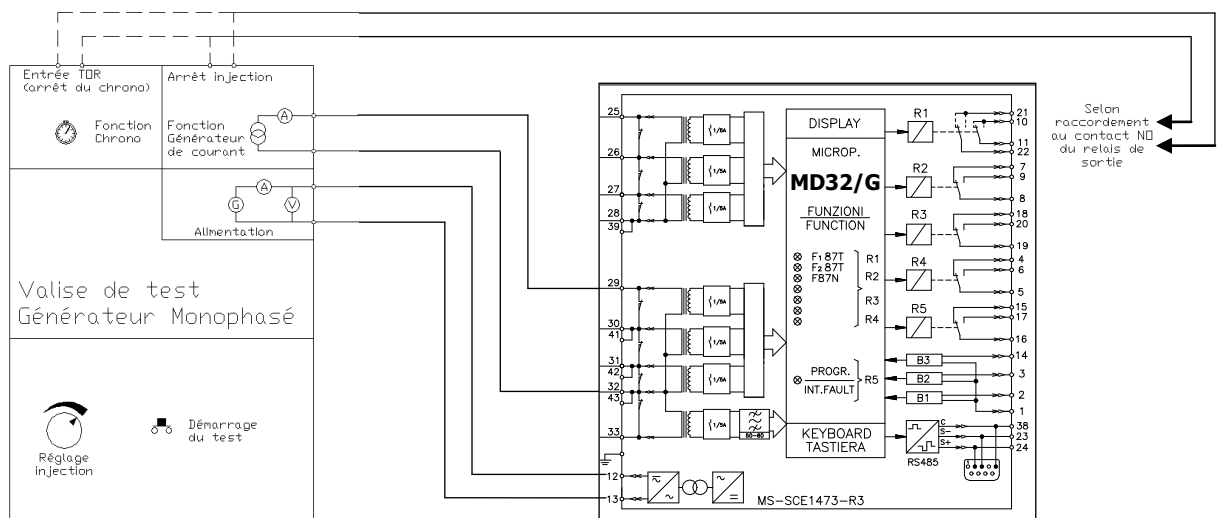 Entrée TOR
(arrêt du chrono)
Arrêt injection
Fonction
Chrono
Fonction
Générateur
de courant
A
A
G
V
Alimentation
Valise de test
Générateur Monophasé
Réglage
injection
Démarrage
du test
25
26
27
28
39
29
30
41
31
42
32
43
33
12
13
1/5A
1/5A
1/5A
1/5A
1/5A
1/5A
1/5A
1/5A
50-60
DISPLAY
MICROP.
MD32/G
FUNZIONI
FUNCTION
F1 87T
F2 87T
F87N
R1
R2
R3
R4
PROGR.
INT.FAULT
R5
KEYBOARD
TASTIERA
R1
R2
R3
R4
R5
B3
B2
B1
C
S-
S+
RS485
1
21
10
11
22
7
9
8
18
20
19
4
6
5
15
17
16
14
3
2
1
38
23
24
MS-SCE1473-R3
Selon
raccordement
au contact NO
du relais de
sortie